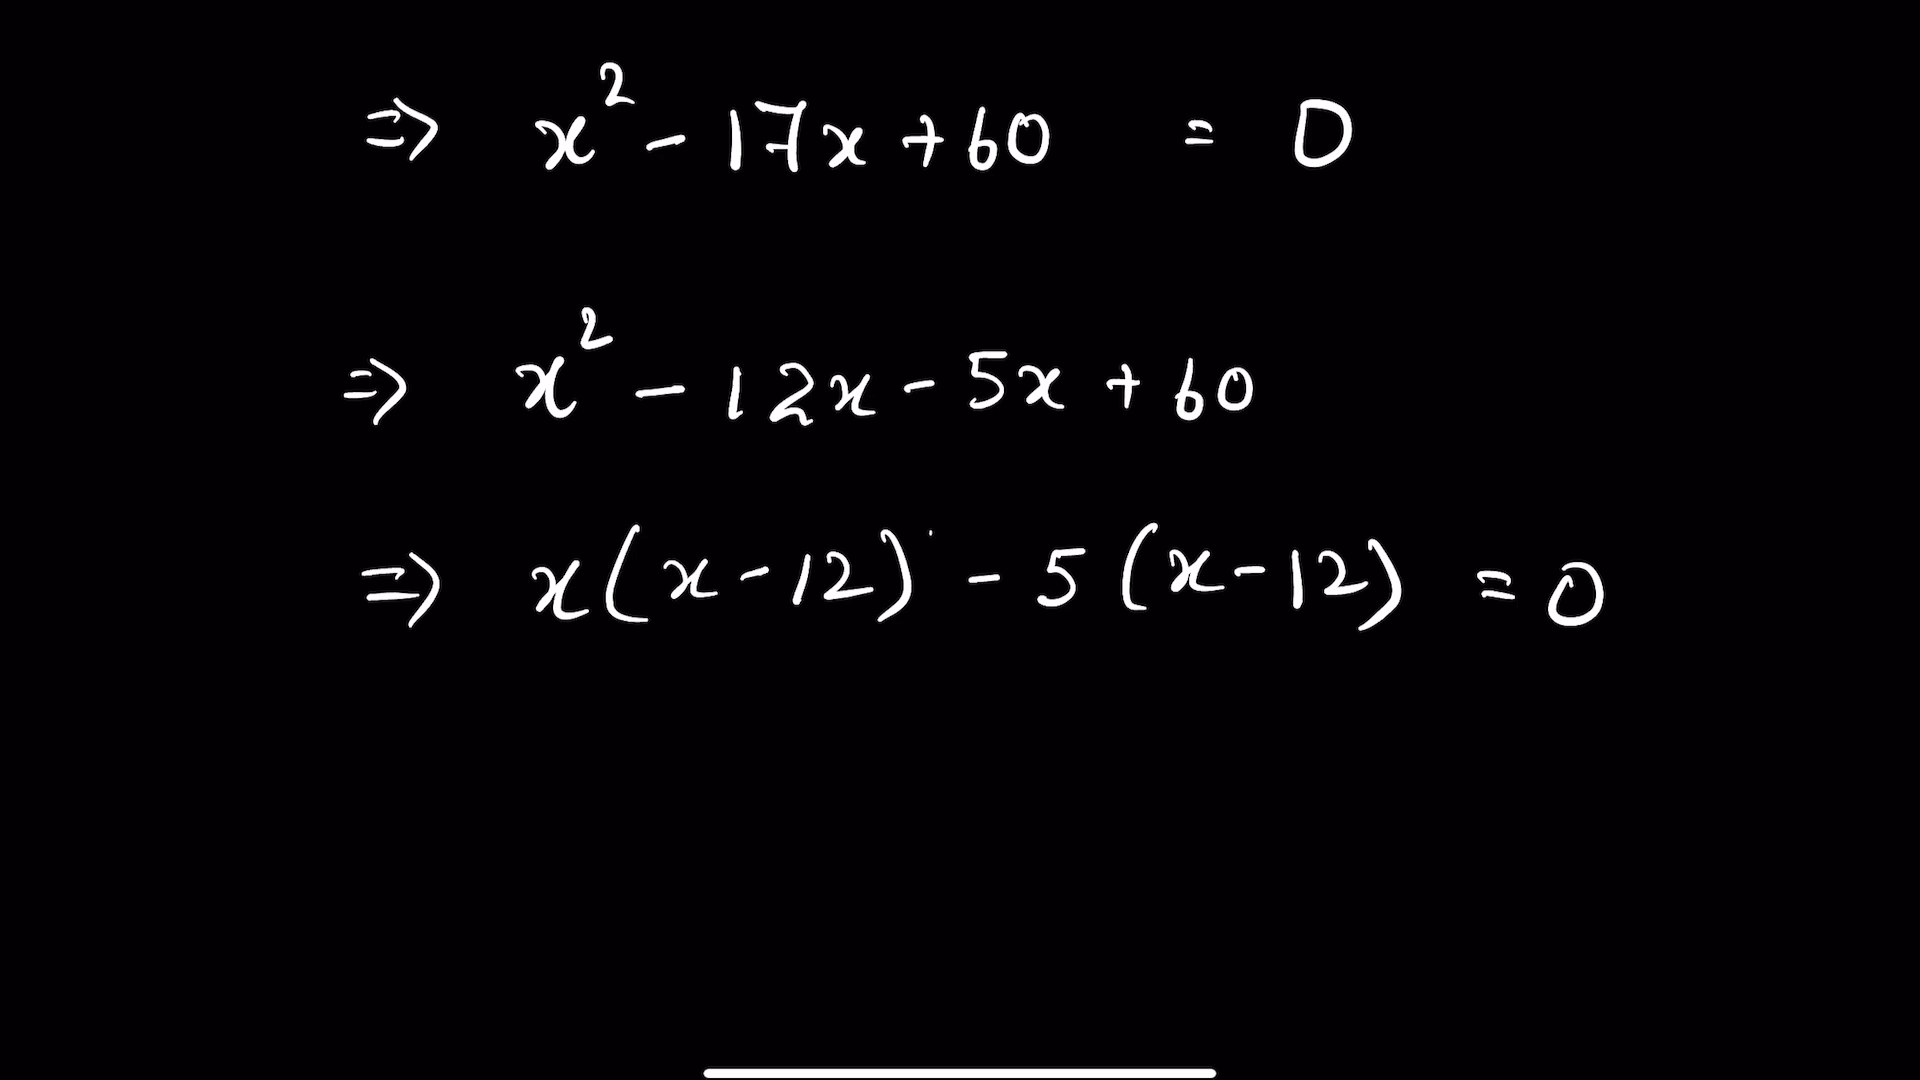 ⇒ x² - 17x + 60 = 0
⇒ x² - 12x - 5x + 60
⇒ x(x-12) - 5(x-12) = 0